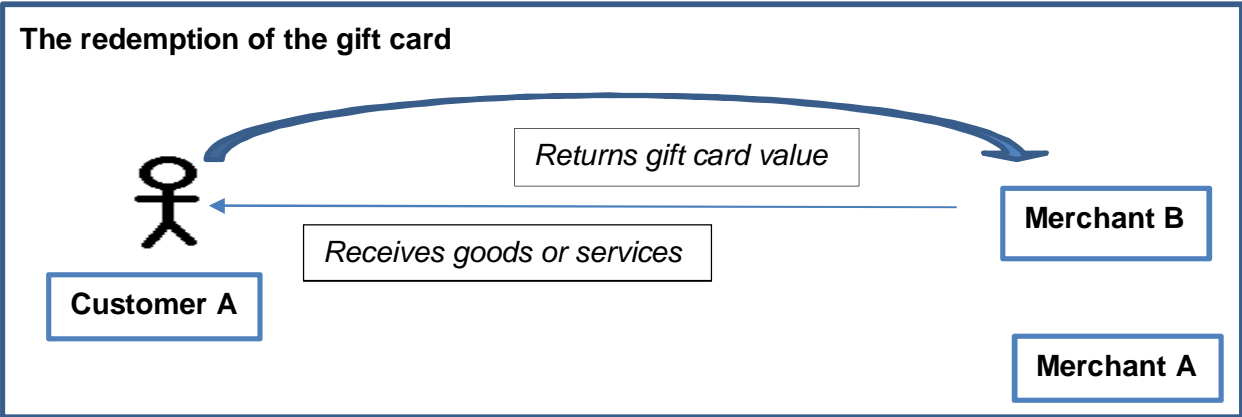 The redemption of the gift card
Returns gift card value
Merchant B
Receives goods or services
Customer A
Merchant A